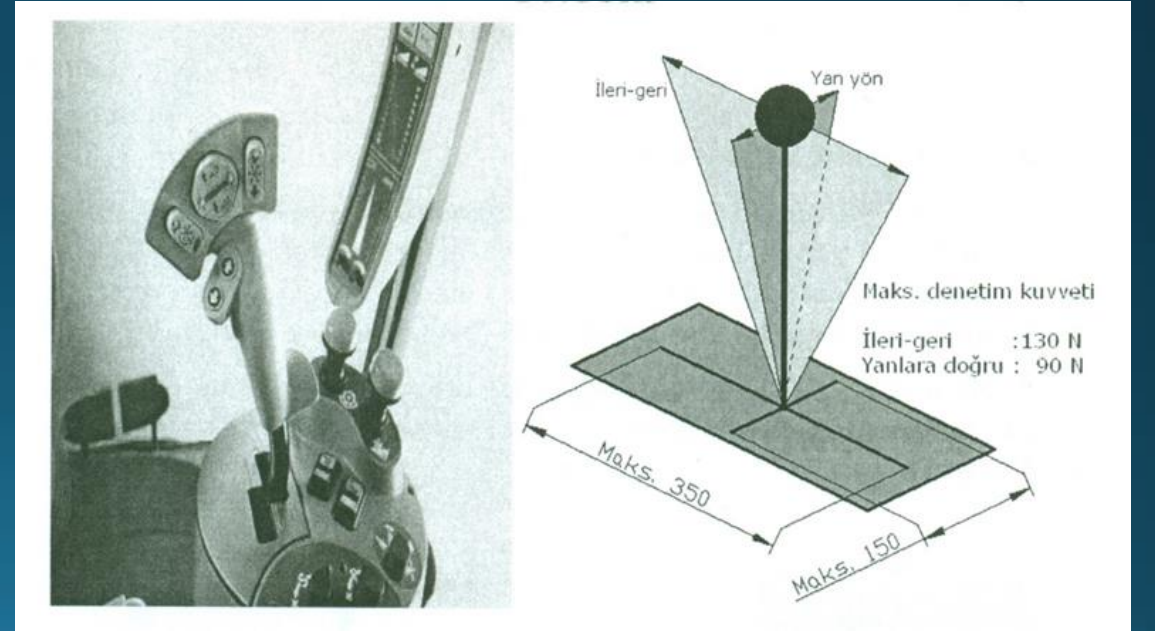 İleri-geri
Yan yön
Maks. denetim kuvveti
İleri-geri :130 N
Yanlara doğru : 90 N
Maks. 350
Maks. 150